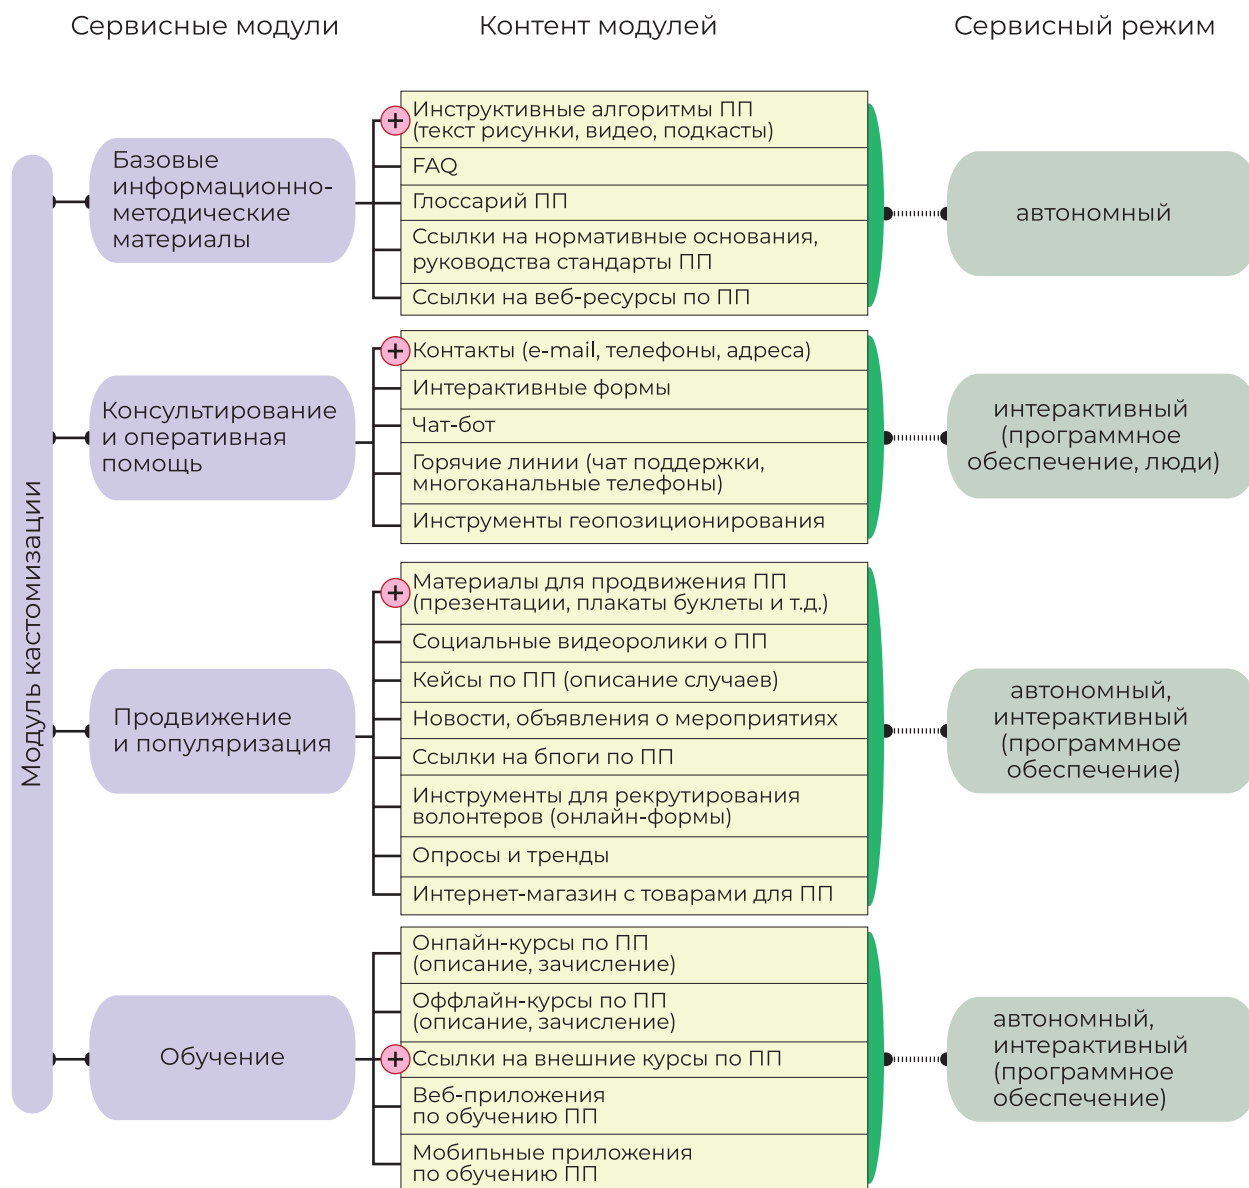 Сервисные модули
Контент модулей
Сервисный режим
Модуль кастомизации
Базовые
информационно-
методические
материалы
+
Инструктивные алгоритмы ПП
(текст рисунки, видео, подкасты)
FAQ
Глоссарий ПП
Ссылки на нормативные основания,
руководства стандарты ПП
Ссылки на веб-ресурсы по ПП
автономный
Консультирование
и оперативная
помощь
+
Контакты (e-mail, телефоны, адреса)
Интерактивные формы
Чат-бот
Горячие линии (чат поддержки,
многоканальные телефоны)
Инструменты геопозиционирования
интерактивный
(программное
обеспечение, люди)
Продвижение
и популяризация
+
Материалы для продвижения ПП
(презентации, плакаты буклеты и т.д.)
Социальные видеоролики о ПП
Кейсы по ПП (описание случаев)
Новости, объявления о мероприятиях
Ссылки на бпоги по ПП
Инструменты для рекрутирования
волонтеров (онлайн-формы)
Опросы и тренды
Интернет-магазин с товарами для ПП
автономный,
интерактивный
(программное
обеспечение)
Обучение
Онпайн-курсы по ПП
(описание, зачисление)
Оффлайн-курсы по ПП
(описание, зачисление)
+
Ссылки на внешние курсы по ПП
Веб-приложения
по обучению ПП
Мобипьные приложения
по обучению ПП
автономный,
интерактивный
(программное
обеспечение)